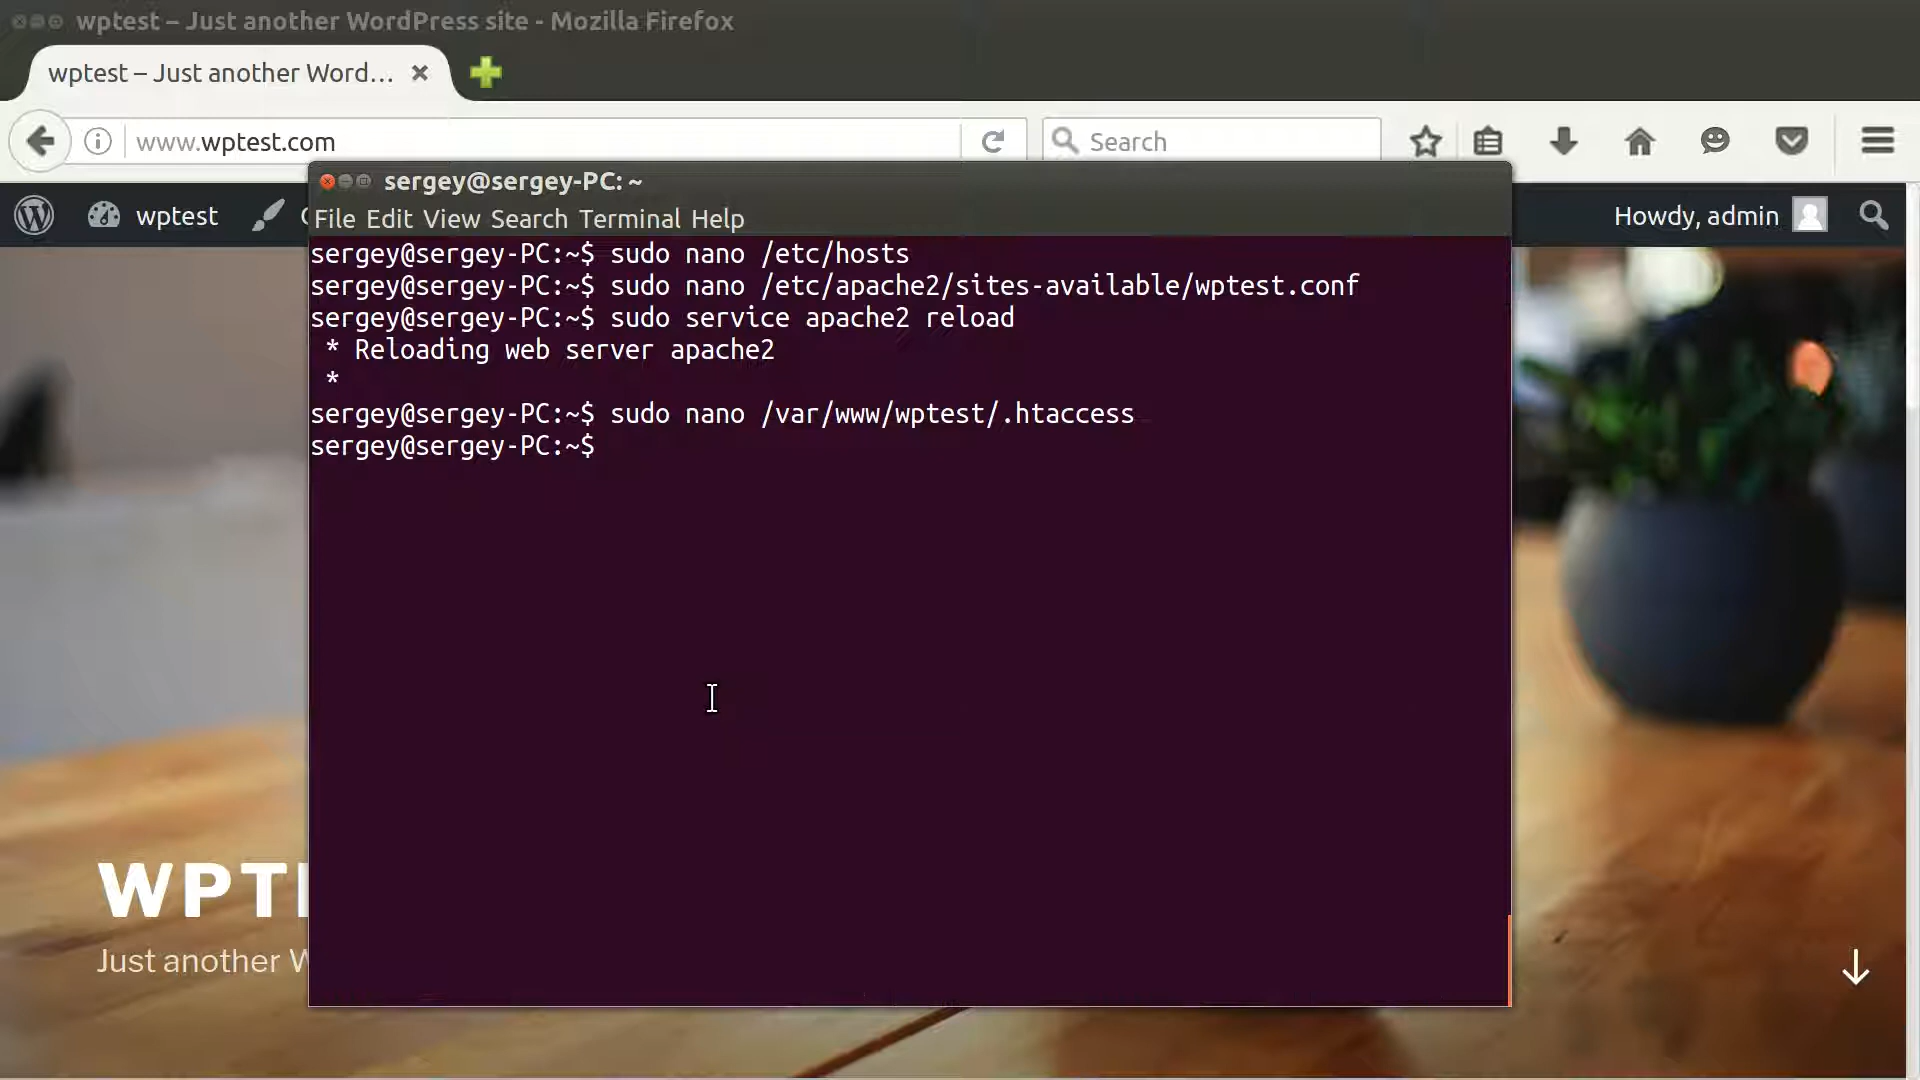 wptest – Just another WordPress site - Mozilla Firefox
wptest – Just another Word...
www.wptest.com
Search
sergey@sergey-PC: ~
wptest
Howdy, admin
File Edit View Search Terminal Help
sergey@sergey-PC:~$ sudo nano /etc/hosts
sergey@sergey-PC:~$ sudo nano /etc/apache2/sites-available/wptest.conf
sergey@sergey-PC:~$ sudo service apache2 reload
* Reloading web server apache2
*
sergey@sergey-PC:~$ sudo nano /var/www/wptest/.htaccess
sergey@sergey-PC:~$
WPT
Just another W